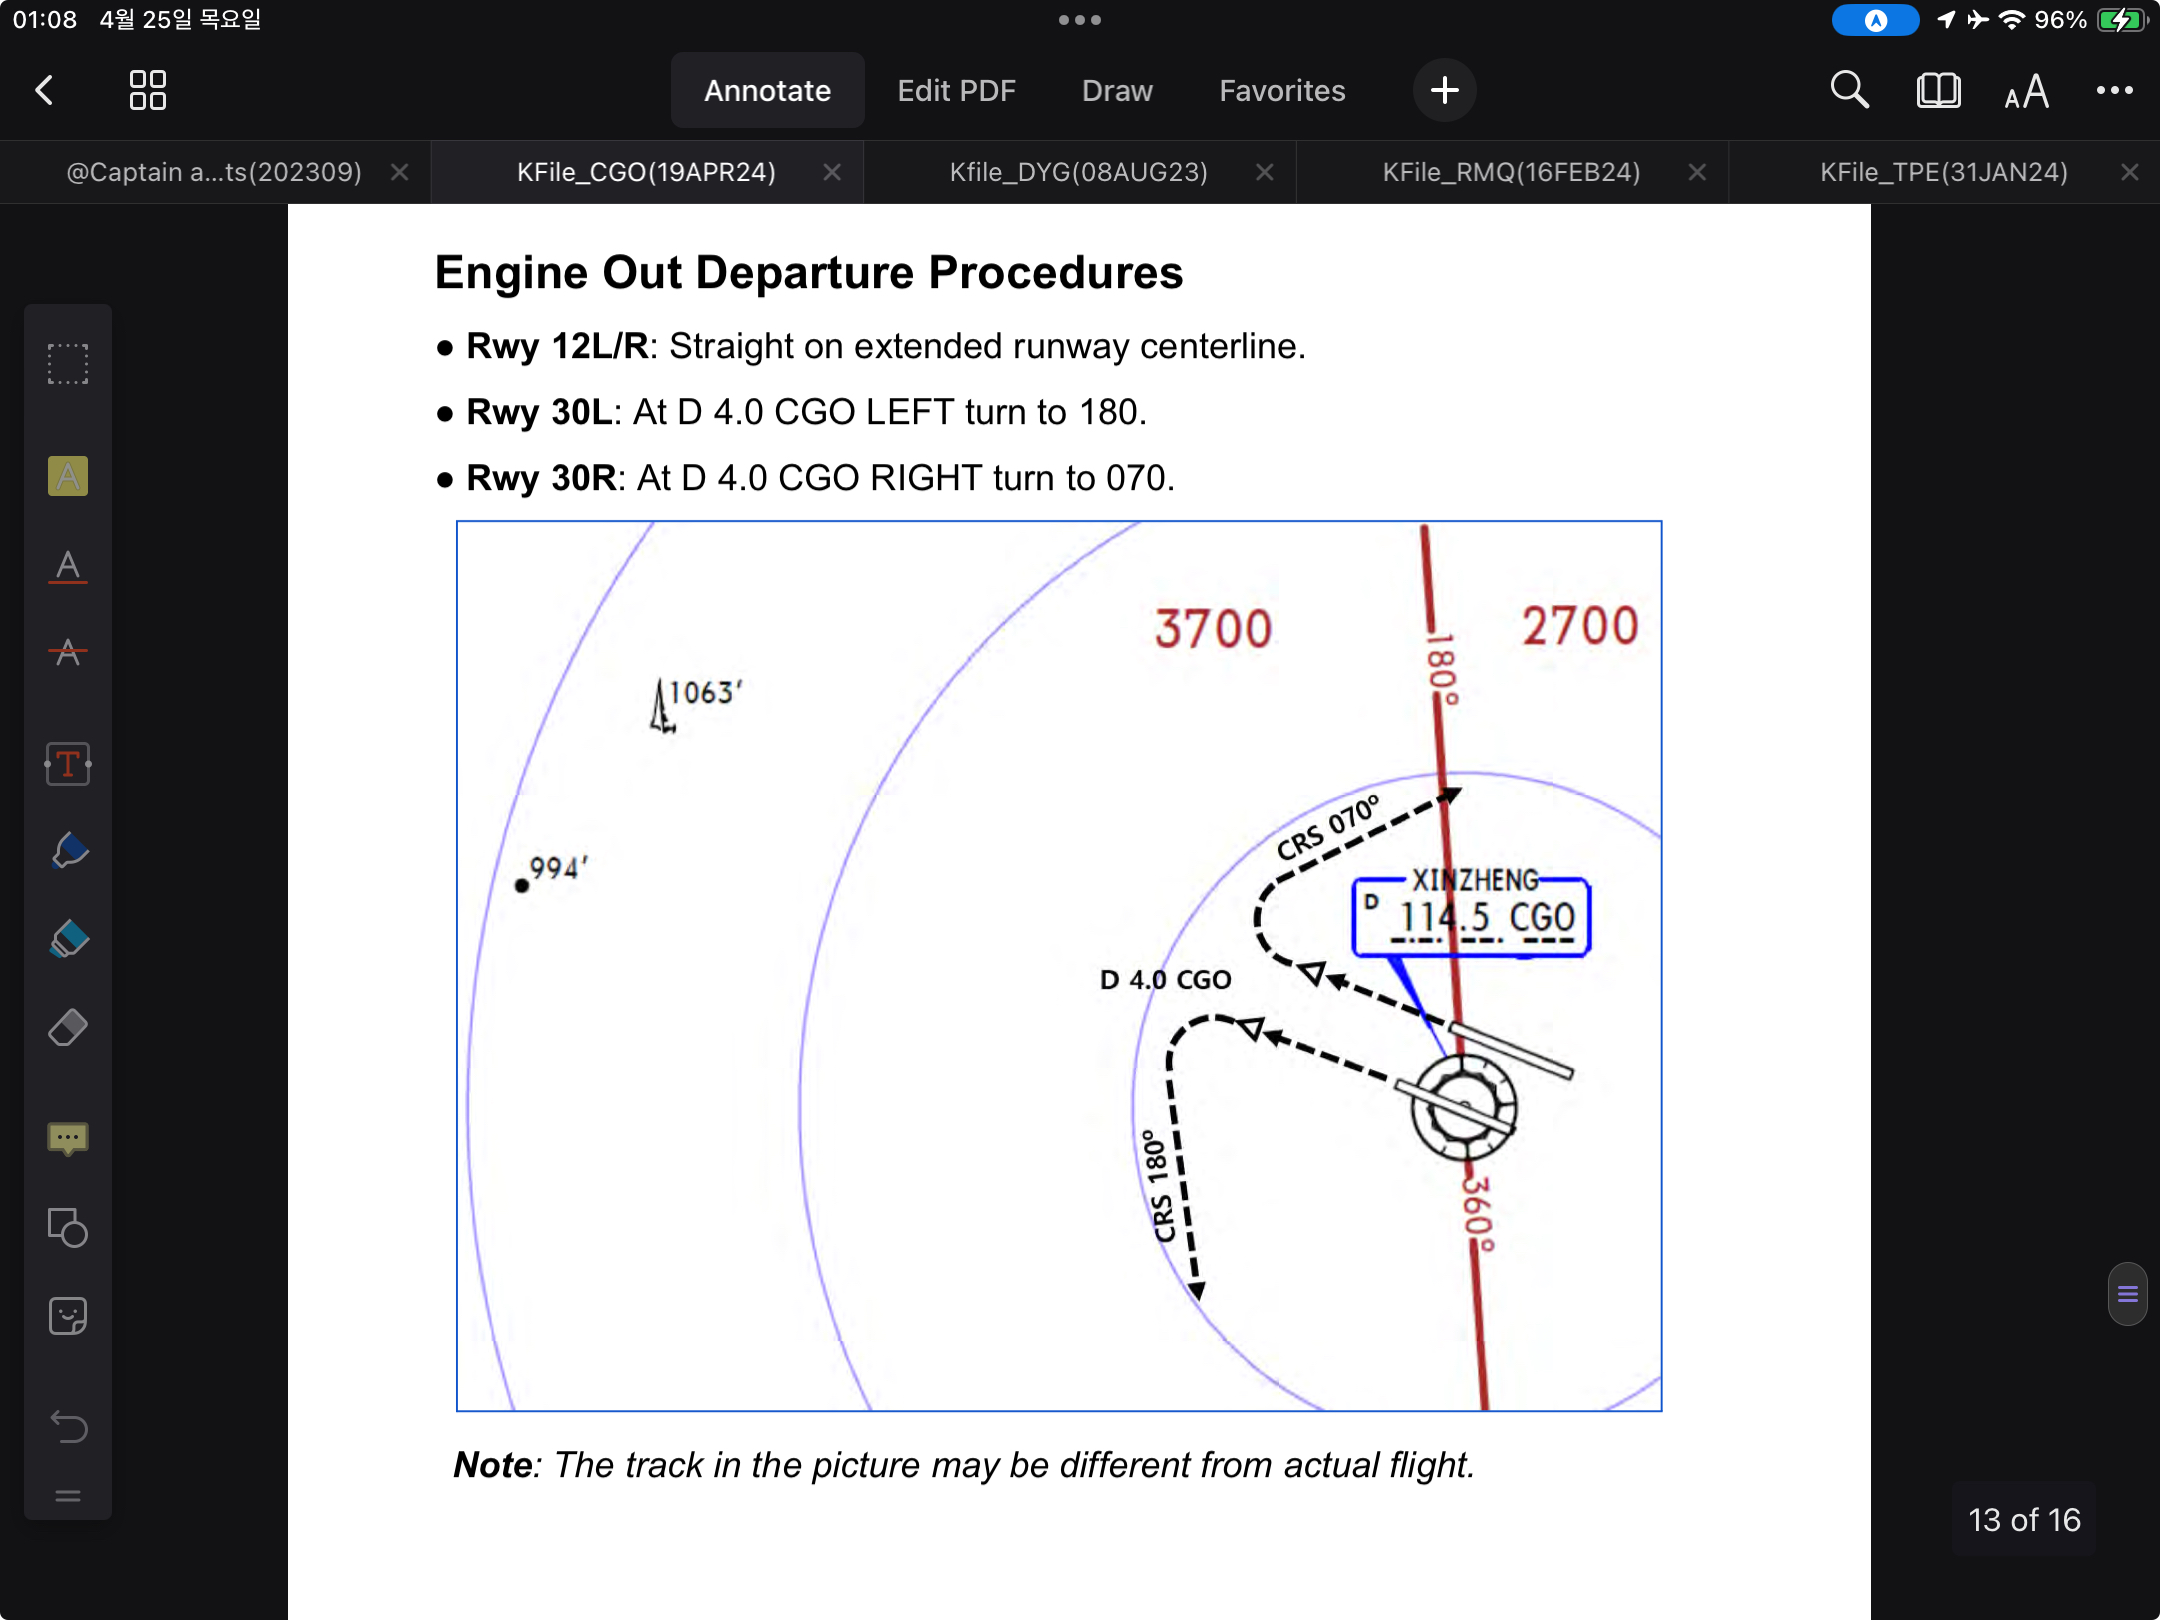 01:08 4월 25일 목요일
96%
Annotate Edit PDF Draw Favorites
AA
@Captain a...ts(202309) KFile_CGO(19APR24) Kfile_DYG(08AUG23) KFile_RMQ(16FEB24) KFile_TPE(31JAN24)
Engine Out Departure Procedures
● Rwy 12L/R: Straight on extended runway centerline.
● Rwy 30L: At D 4.0 CGO LEFT turn to 180.
● Rwy 30R: At D 4.0 CGO RIGHT turn to 070.
3700
2700
180°
1063'
994'
CRS 070°
XINZHENG
D 114.5 CGO
D 4.0 CGO
CRS 180°
360°
Note: The track in the picture may be different from actual flight.
13 of 16